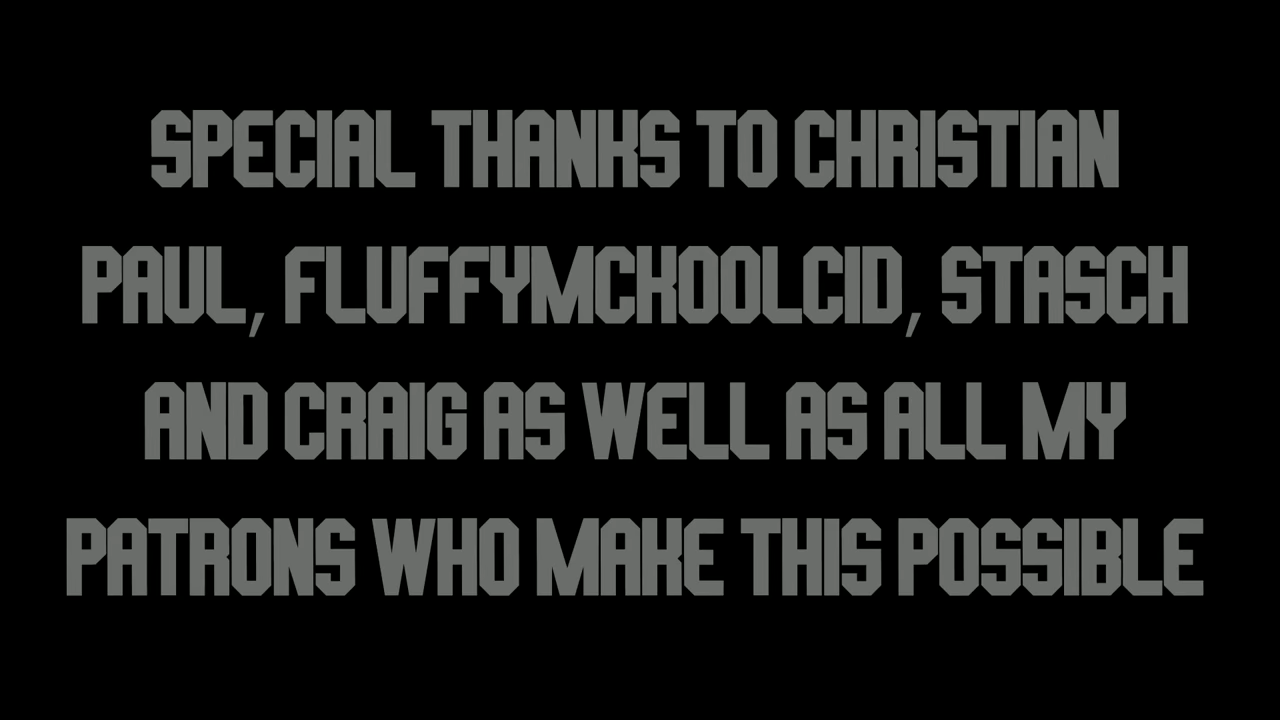 SPECIAL THANKS TO CHRISTIAN
PAUL, FLUFFYMCKOOLCID, STASCH
AND CRAIG AS WELL AS ALL MY
PATRONS WHO MAKE THIS POSSIBLE